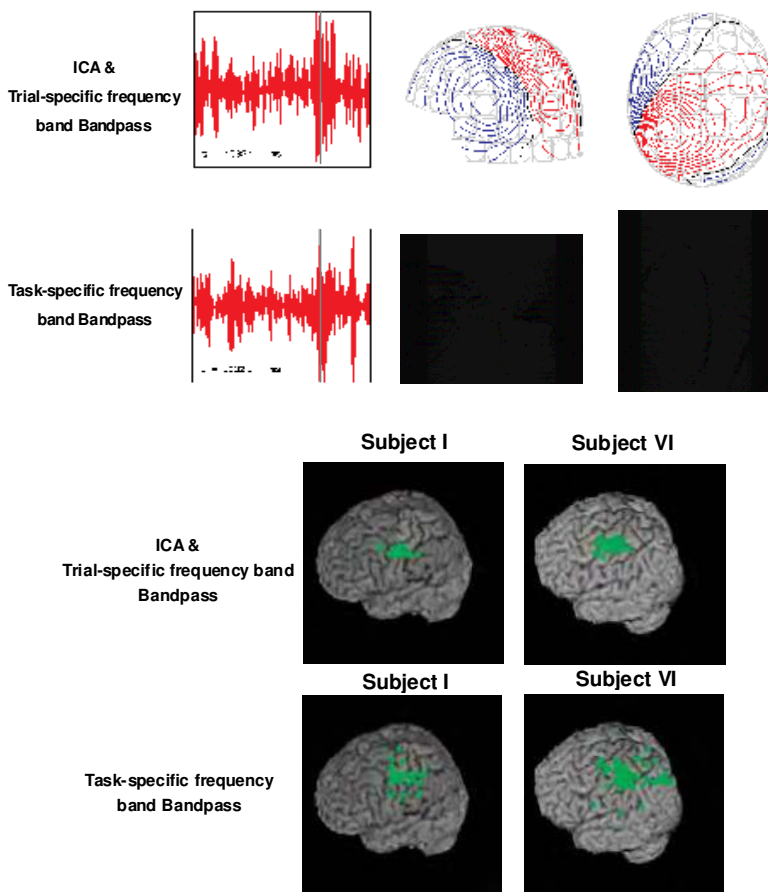 ICA &
Trial-specific frequency
band Bandpass
Task-specific frequency
band Bandpass
Subject I
Subject VI
ICA &
Trial-specific frequency band
Bandpass
Subject I
Subject VI
Task-specific frequency
band Bandpass